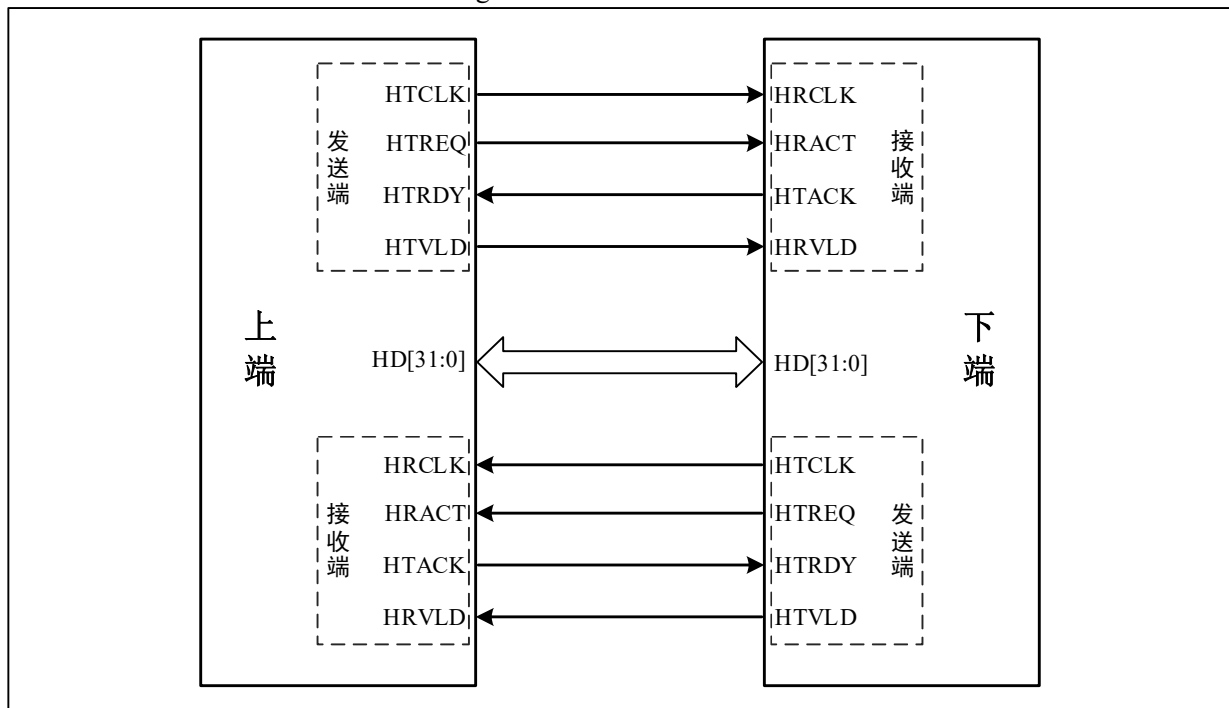 HTCLK HRCLK
HTREQ HRACT
HTRDY HTACK
HTVLD HRVLD
发送端
接收端
上端
下端
HD[31:0] HD[31:0]
HRCLK HTCLK
HRACT HTREQ
HTACK HTRDY
HRVLD HTVLD
接收端
发送端